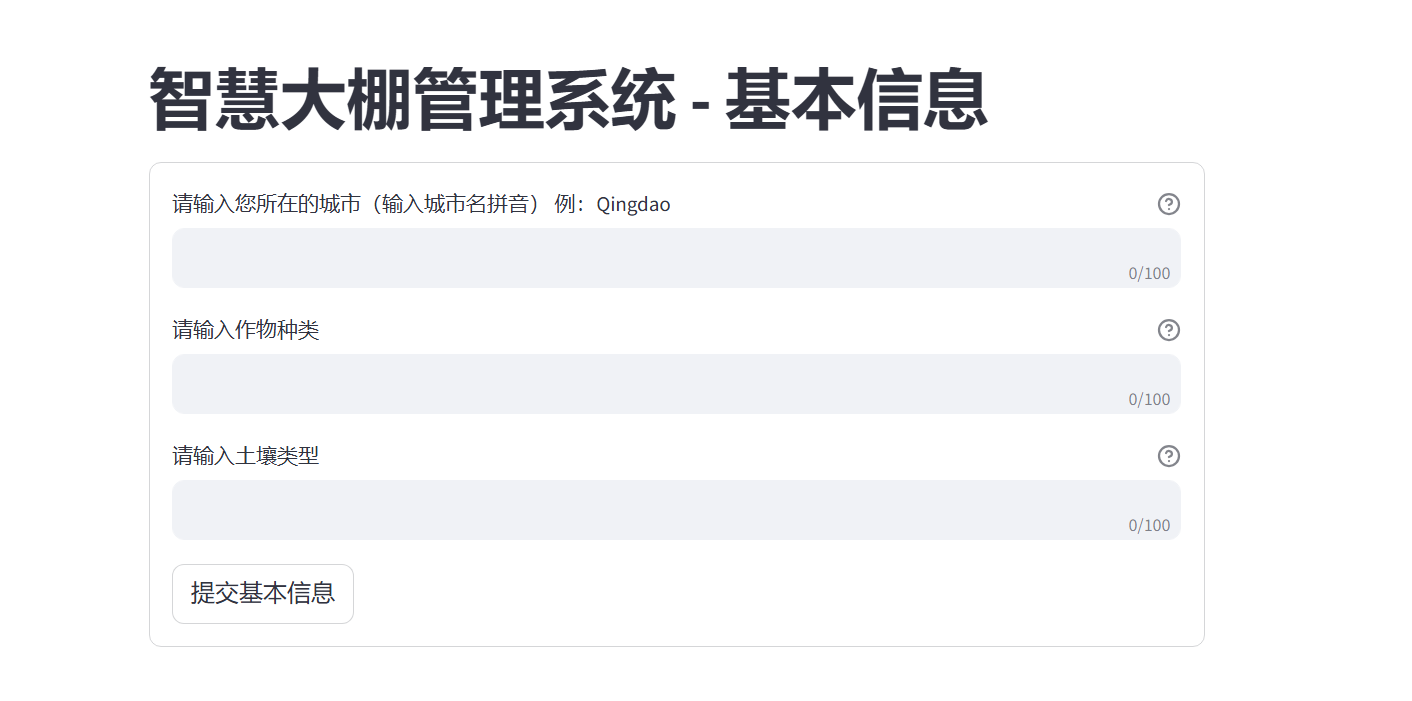 智慧大棚管理系统 - 基本信息
请输入您所在的城市（输入城市名拼音） 例：Qingdao
0/100
请输入作物种类
0/100
请输入土壤类型
0/100
提交基本信息